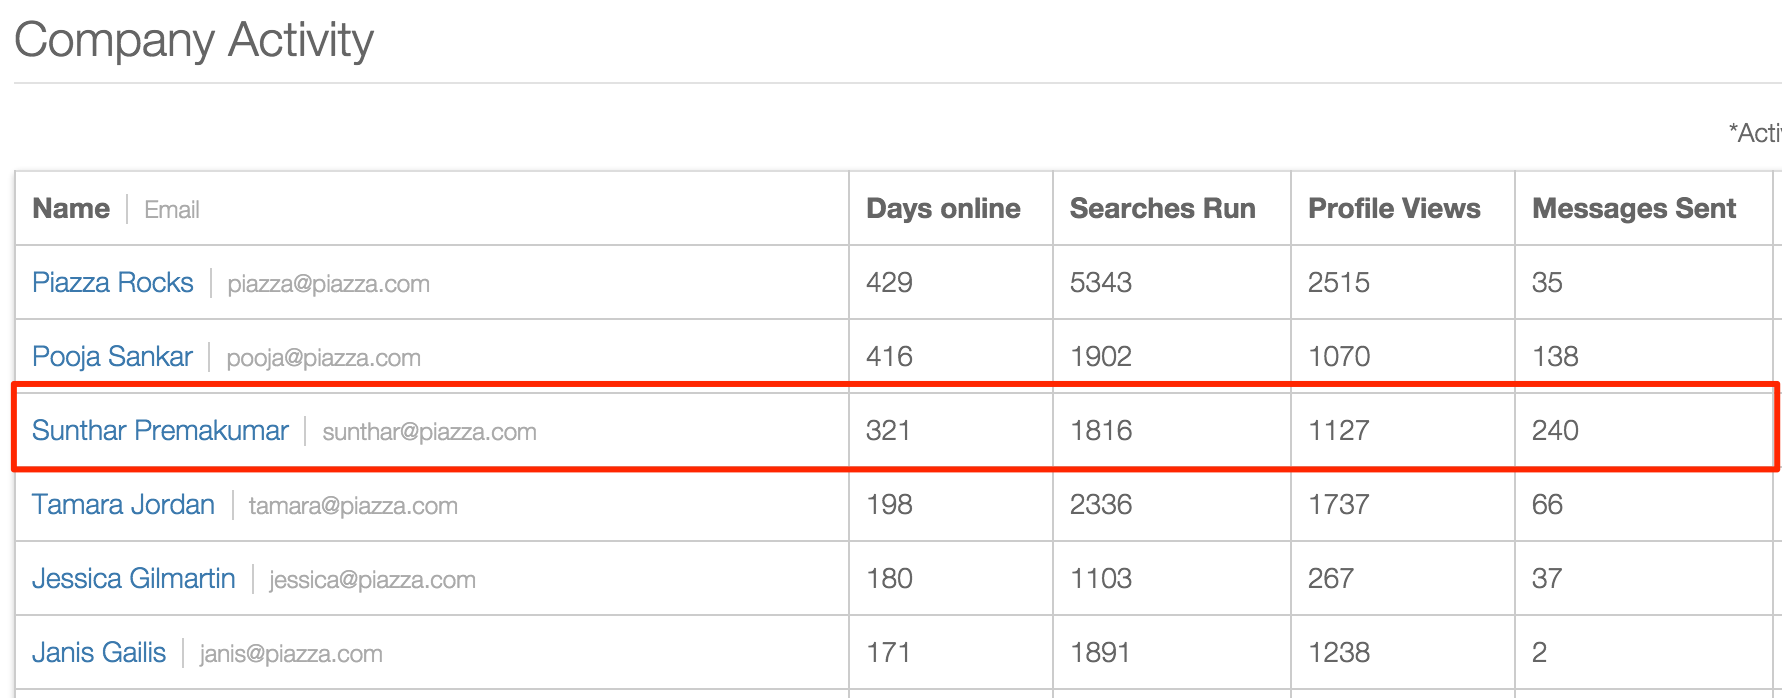 Company Activity
*Acti
Name | Email Days online Searches Run Profile Views Messages Sent
Piazza Rocks | piazza@piazza.com 429 5343 2515 35
Pooja Sankar | pooja@piazza.com 416 1902 1070 138
Sunthar Premakumar | sunthar@piazza.com 321 1816 1127 240
Tamara Jordan | tamara@piazza.com 198 2336 1737 66
Jessica Gilmartin | jessica@piazza.com 180 1103 267 37
Janis Gailis | janis@piazza.com 171 1891 1238 2